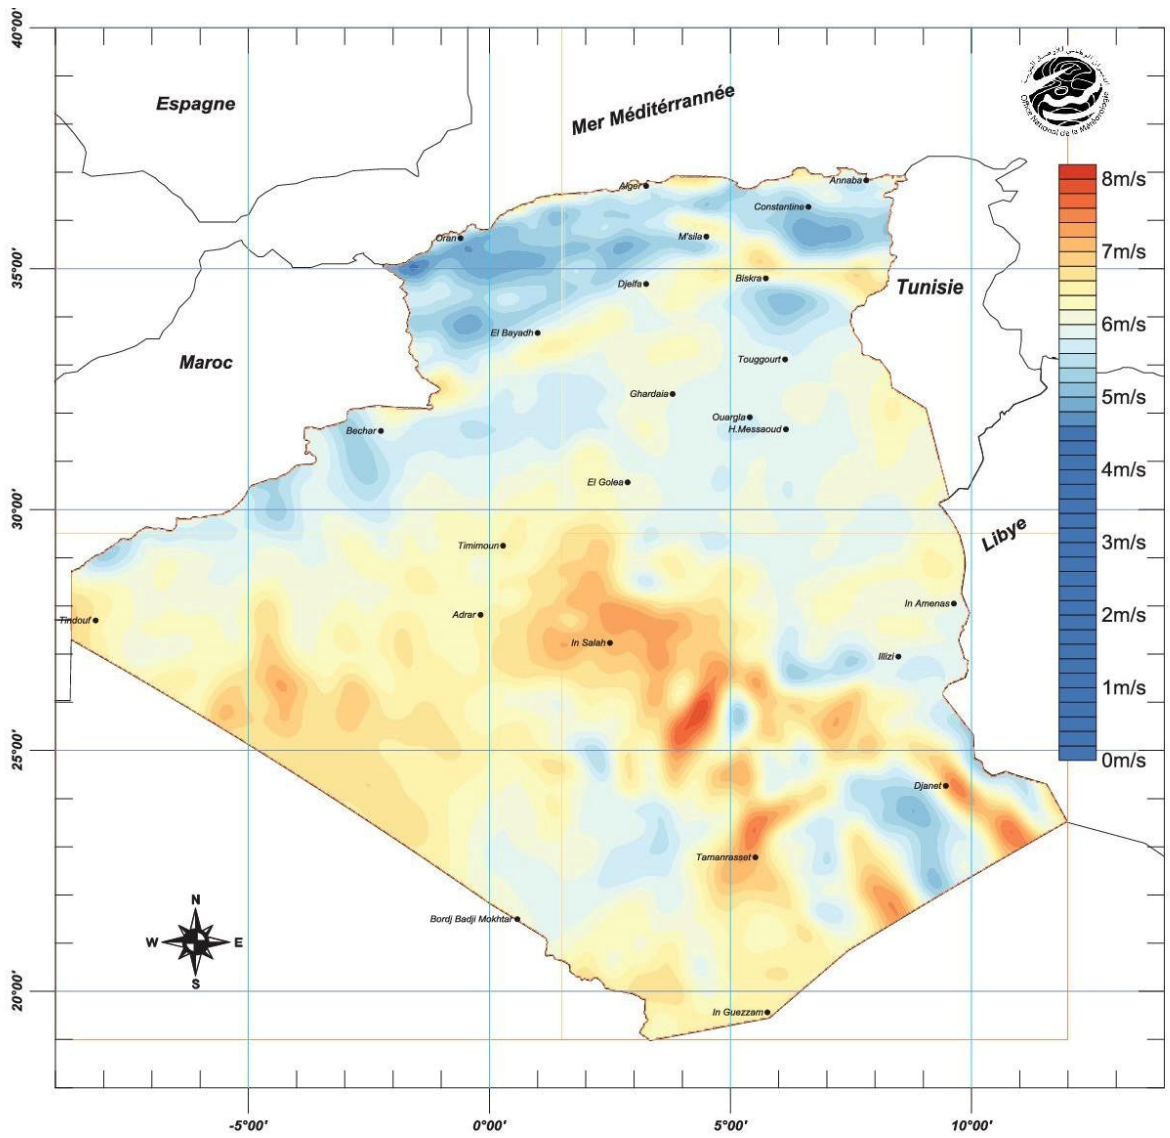 40°00'
Espagne
Mer Méditérrannée
Office National de la Météorologie
8m/s
Alger
Annaba
Constantine
Oran
M'sila
7m/s
35°00'
Djelfa
Biskra
Tunisie
6m/s
El Bayadh
Maroc
Touggourt
Ghardaia
5m/s
Ouargla
H.Messaoud
Bechar
4m/s
El Golea
30°00'
Libye
Timimoun
3m/s
In Amenas
Adrar
2m/s
Tindouf
In Salah
Illizi
1m/s
25°00'
0m/s
Djanet
Tamanrasset
N
Bordj Badji Mokhtar
W
E
S
20°00'
In Guezzam
-5°00'
0°00'
5°00'
10°00'